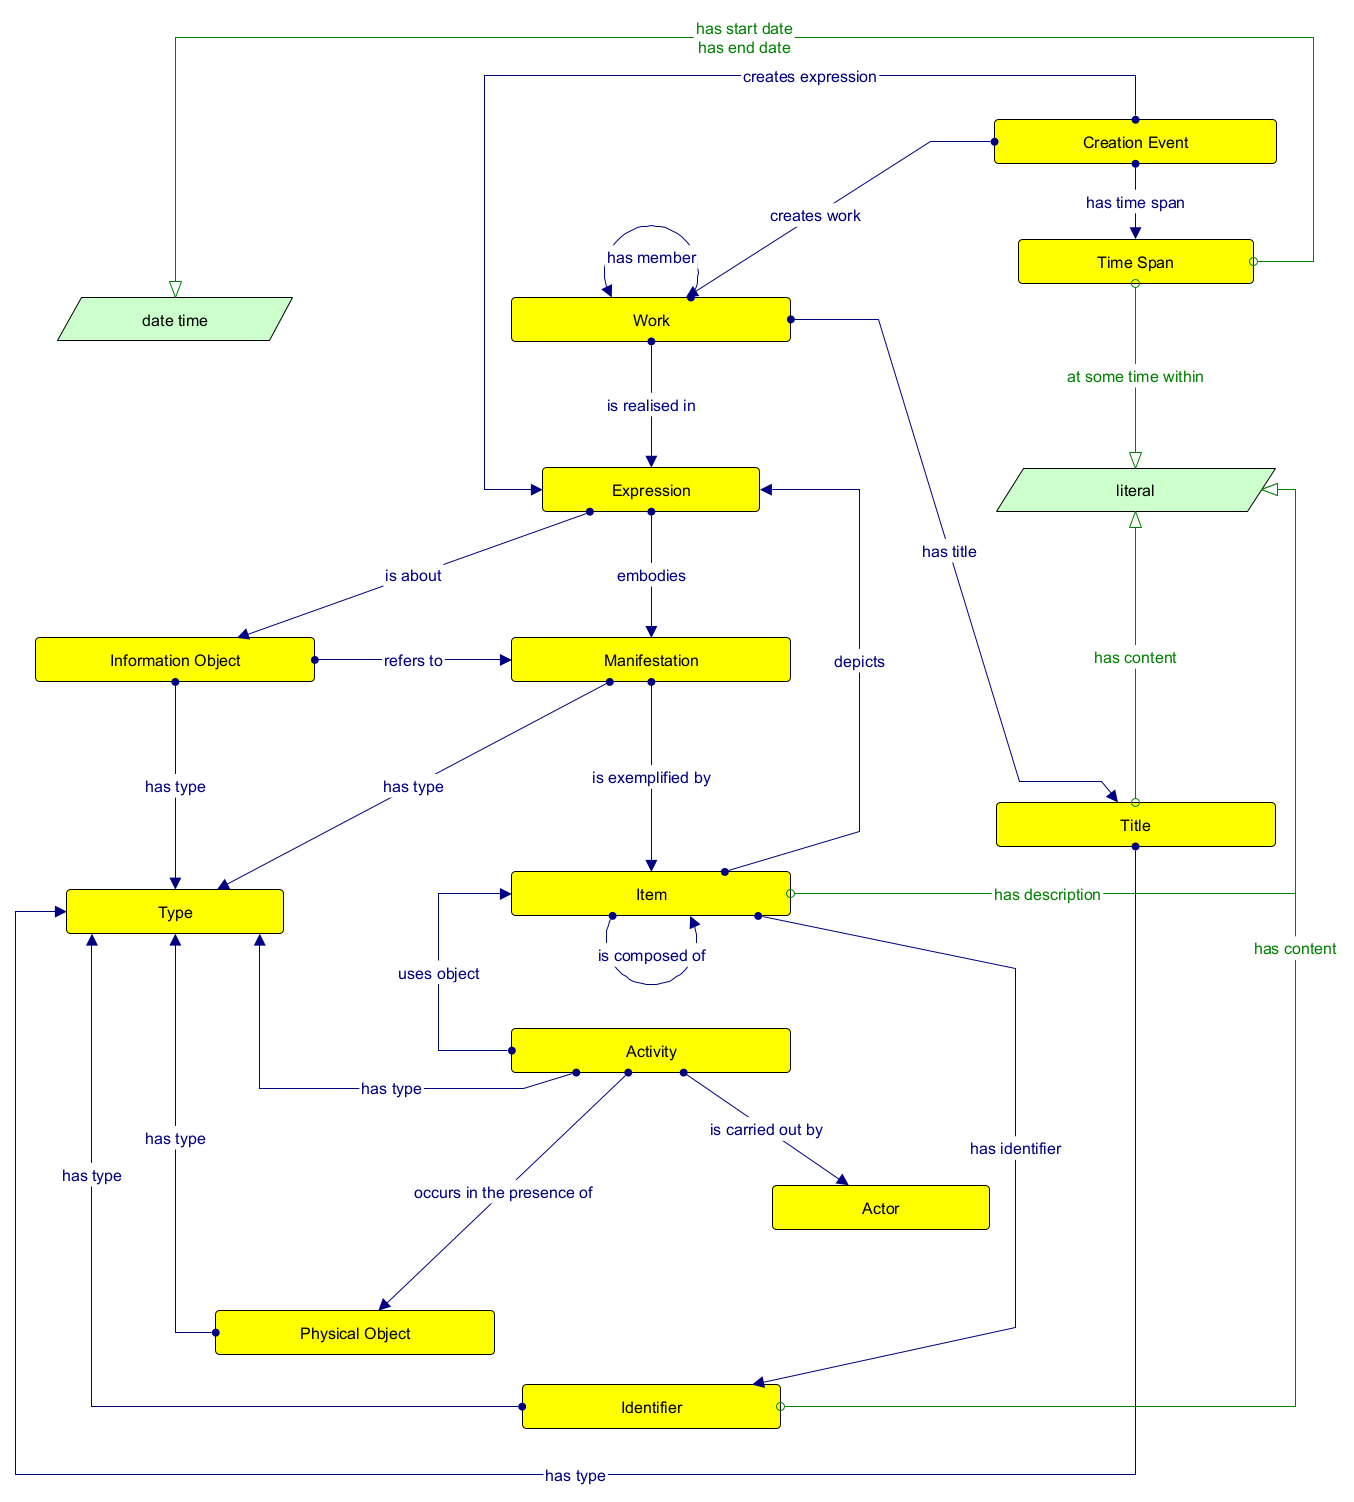 has start date
has end date
creates expression
Creation Event
has time span
creates work
has member
Time Span
date time
Work
at some time within
is realised in
Expression
literal
has title
is about
embodies
has content
Information Object
refers to
Manifestation
depicts
has type
has type
is exemplified by
Title
Type
Item
has description
has content
is composed of
uses object
Activity
has type
has type
is carried out by
has identifier
has type
occurs in the presence of
Actor
Physical Object
Identifier
has type